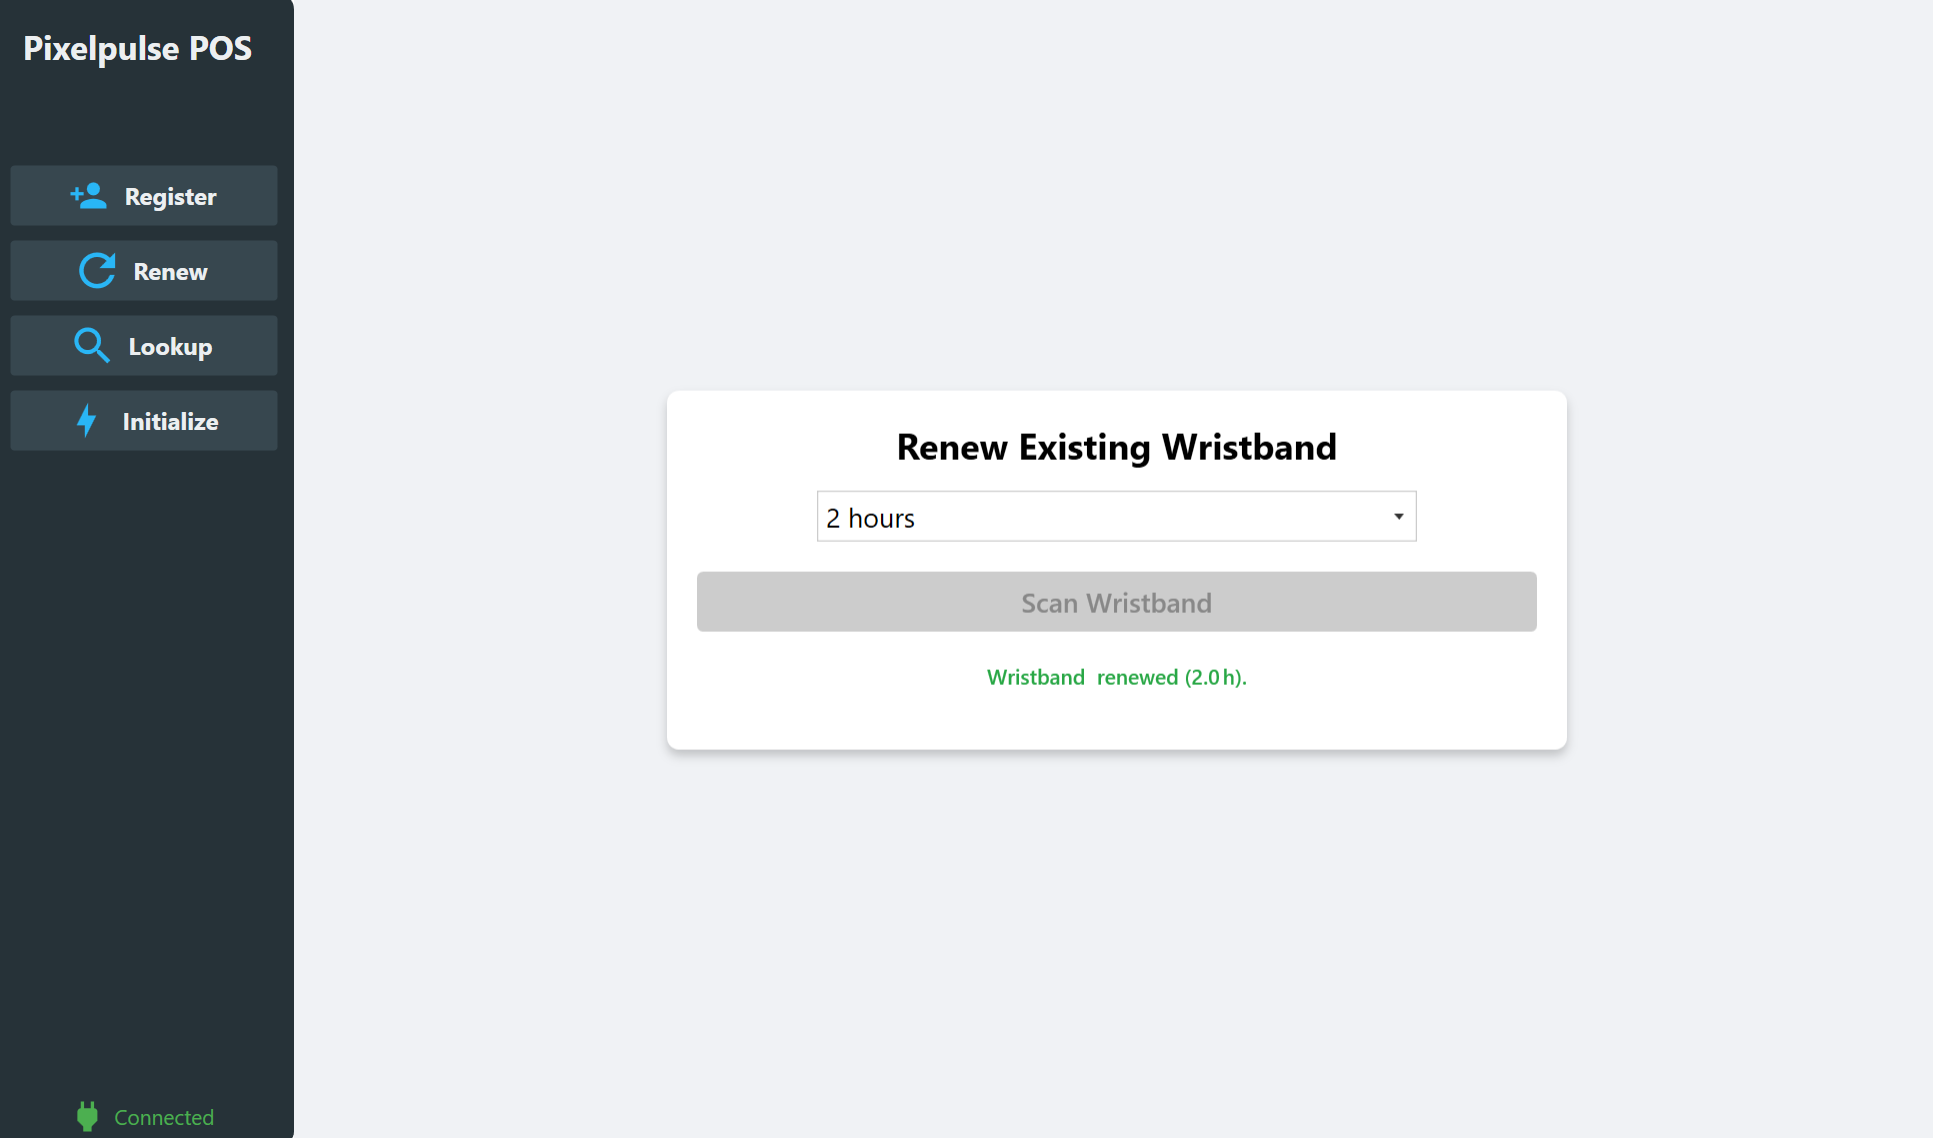 Pixelpulse POS
Register
Renew
Lookup
Initialize
Renew Existing Wristband
2 hours
Scan Wristband
Wristband  renewed (2.0 h).
Connected